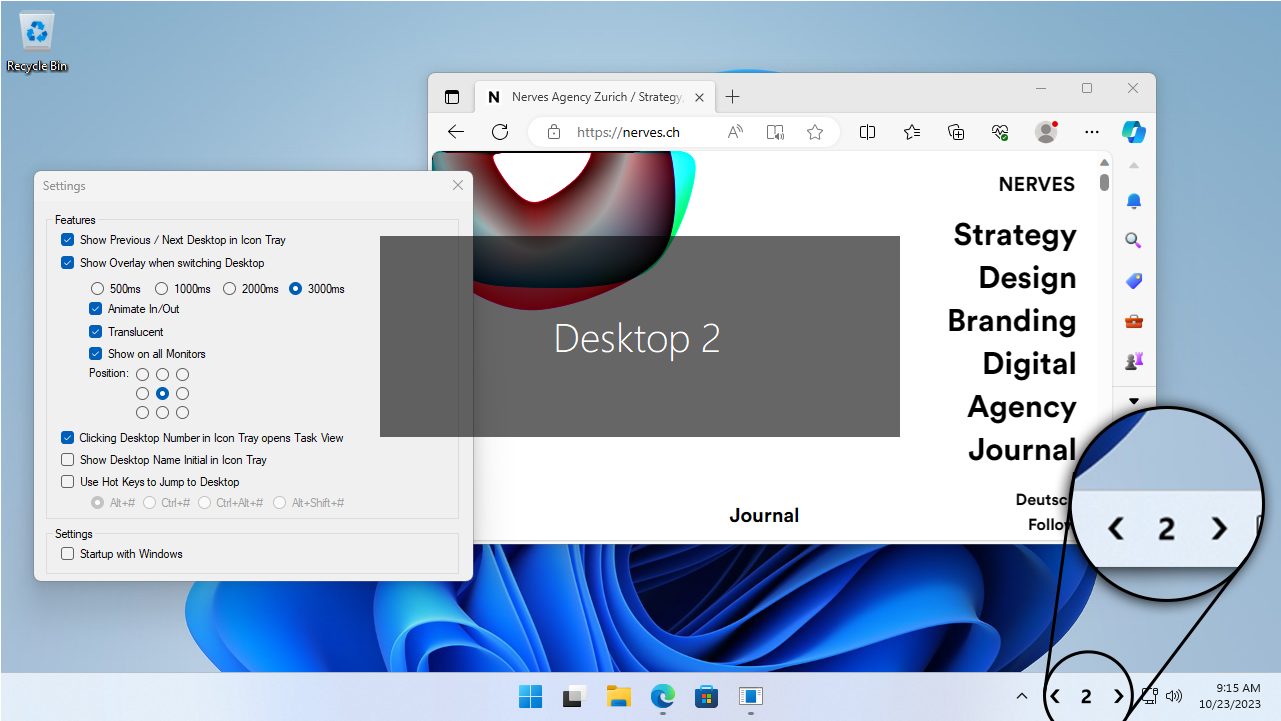 Recycle Bin
N Nerves Agency Zurich / Strategy,
https://nerves.ch
NERVES
Strategy
Design
Branding
Digital
Agency
Journal
Deutsc
Follow
Journal
Settings
Features
Show Previous / Next Desktop in Icon Tray
Show Overlay when switching Desktop
500ms 1000ms 2000ms 3000ms
Animate In/Out
Translucent
Show on all Monitors
Position:
Clicking Desktop Number in Icon Tray opens Task View
Show Desktop Name Initial in Icon Tray
Use Hot Keys to Jump to Desktop
Alt+# Ctrl+# Ctrl+Alt+# Alt+Shift+#
Settings
Startup with Windows
Desktop 2
2
2
9:15 AM
10/23/2023